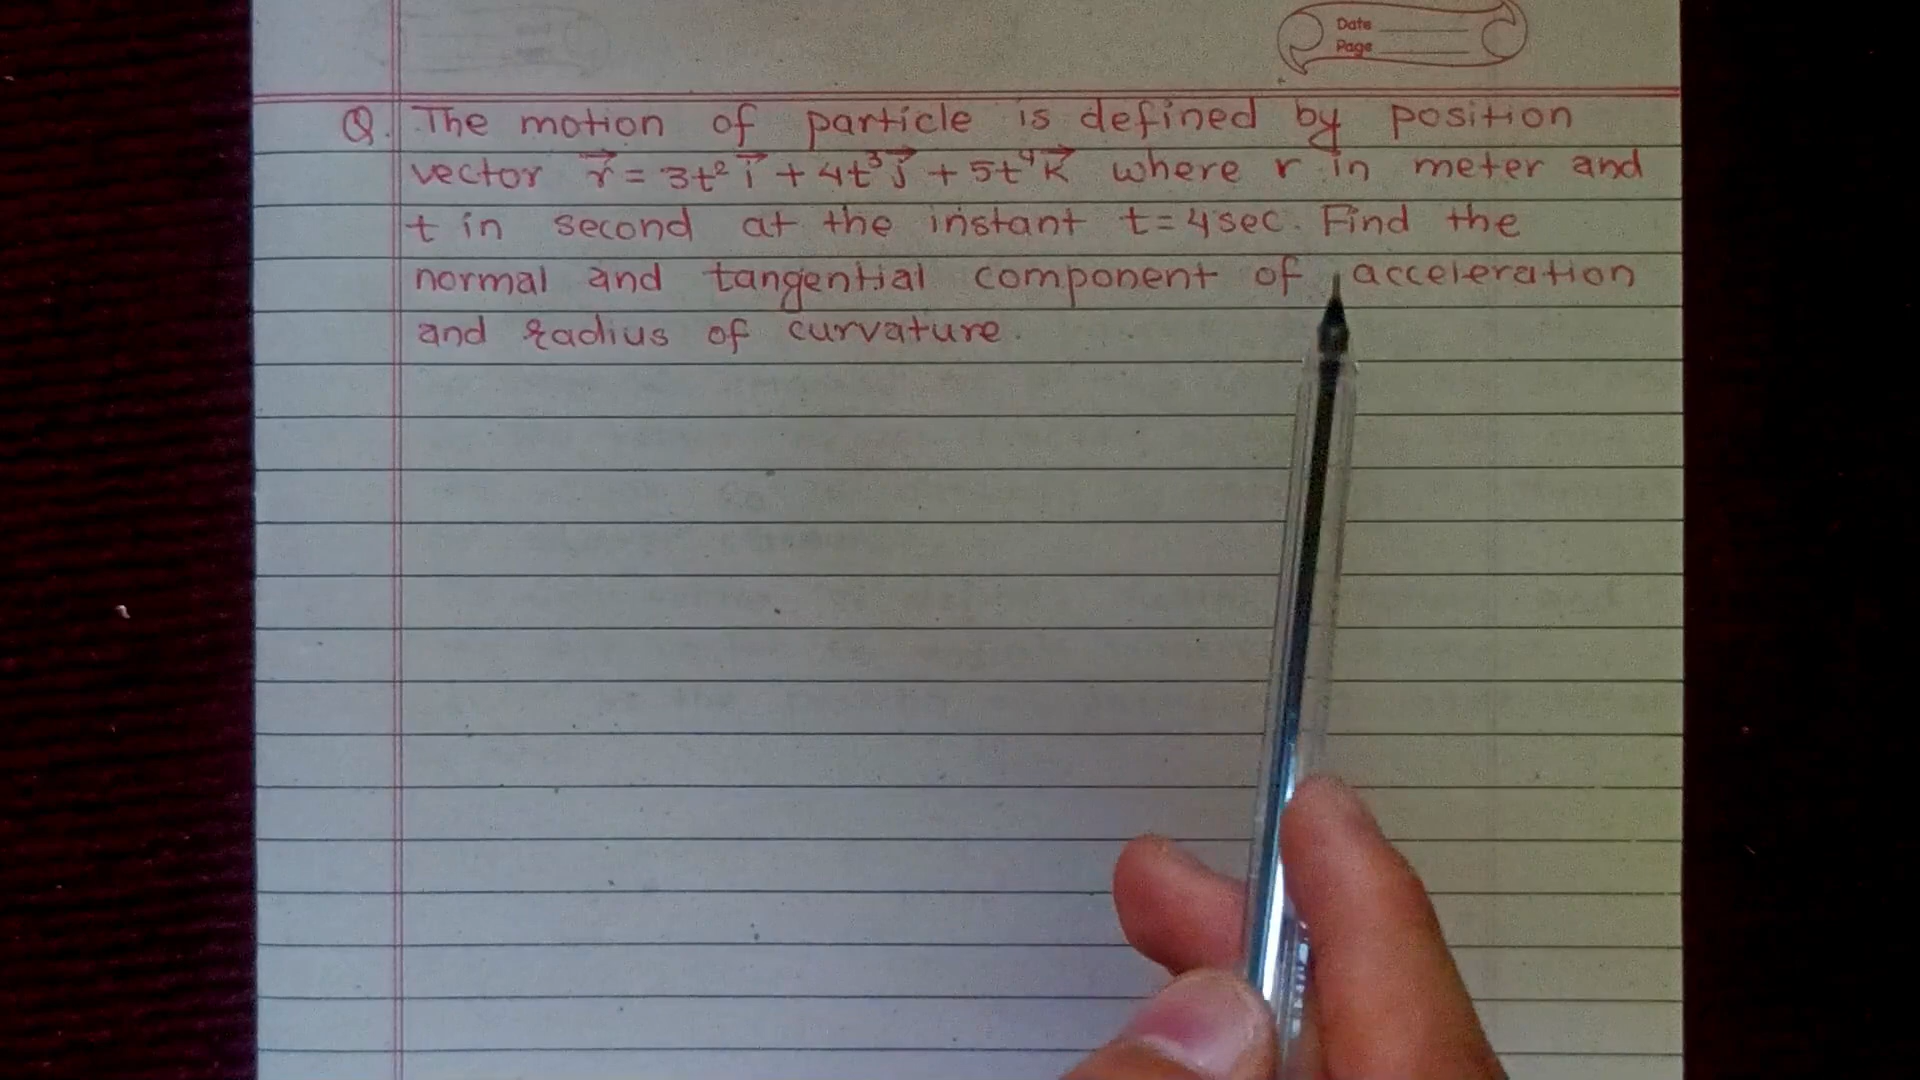 Date
Page
Q. The motion of particle is defined by position
vector r⃗ = 3t² i⃗ + 4t³ j⃗ + 5t⁴ k⃗ where r in meter and
t in second at the instant t = 4 sec. Find the
normal and tangential component of acceleration
and radius of curvature.